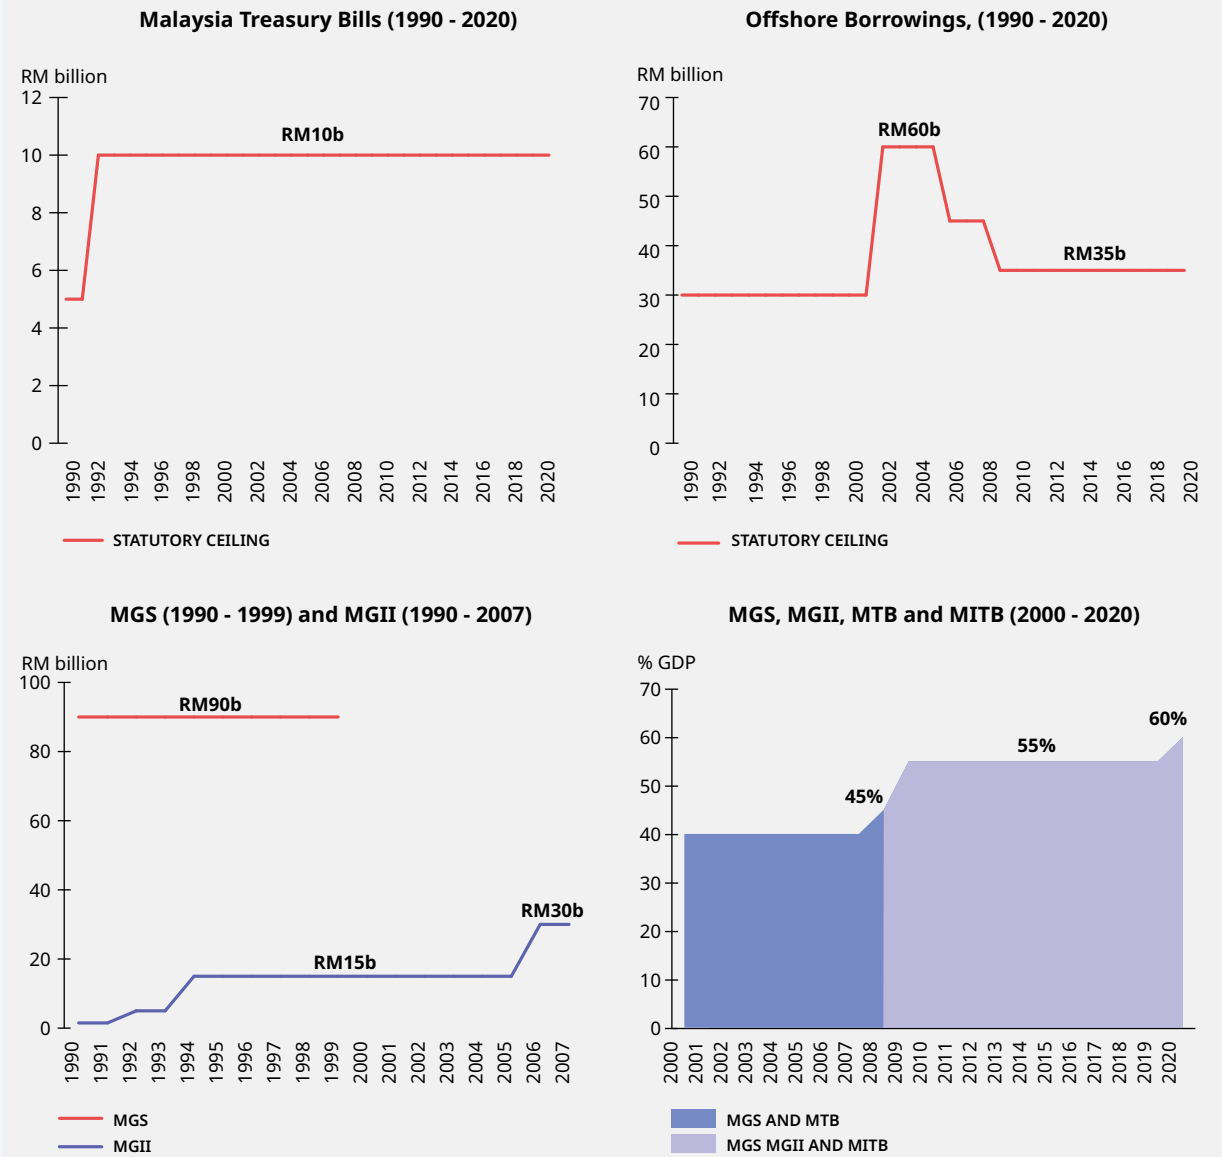 Malaysia Treasury Bills (1990 - 2020)
RM billion
12
10
8
6
4
2
0
RM10b
1990 1992 1994 1996 1998 2000 2002 2004 2006 2008 2010 2012 2014 2016 2018 2020
STATUTORY CEILING
Offshore Borrowings, (1990 - 2020)
RM billion
70
60
50
40
30
20
10
0
RM60b
RM35b
1990 1992 1994 1996 1998 2000 2002 2004 2006 2008 2010 2012 2014 2016 2018 2020
STATUTORY CEILING
MGS (1990 - 1999) and MGII (1990 - 2007)
RM billion
100
80
60
40
20
0
RM90b
RM15b
RM30b
1990 1991 1992 1993 1994 1995 1996 1997 1998 1999 2000 2001 2002 2003 2004 2005 2006 2007
MGS
MGII
MGS, MGII, MTB and MITB (2000 - 2020)
% GDP
70
60
50
40
30
20
10
0
45%
55%
60%
2000 2001 2002 2003 2004 2005 2006 2007 2008 2009 2010 2011 2012 2013 2014 2015 2016 2017 2018 2019 2020
MGS AND MTB
MGS MGII AND MITB